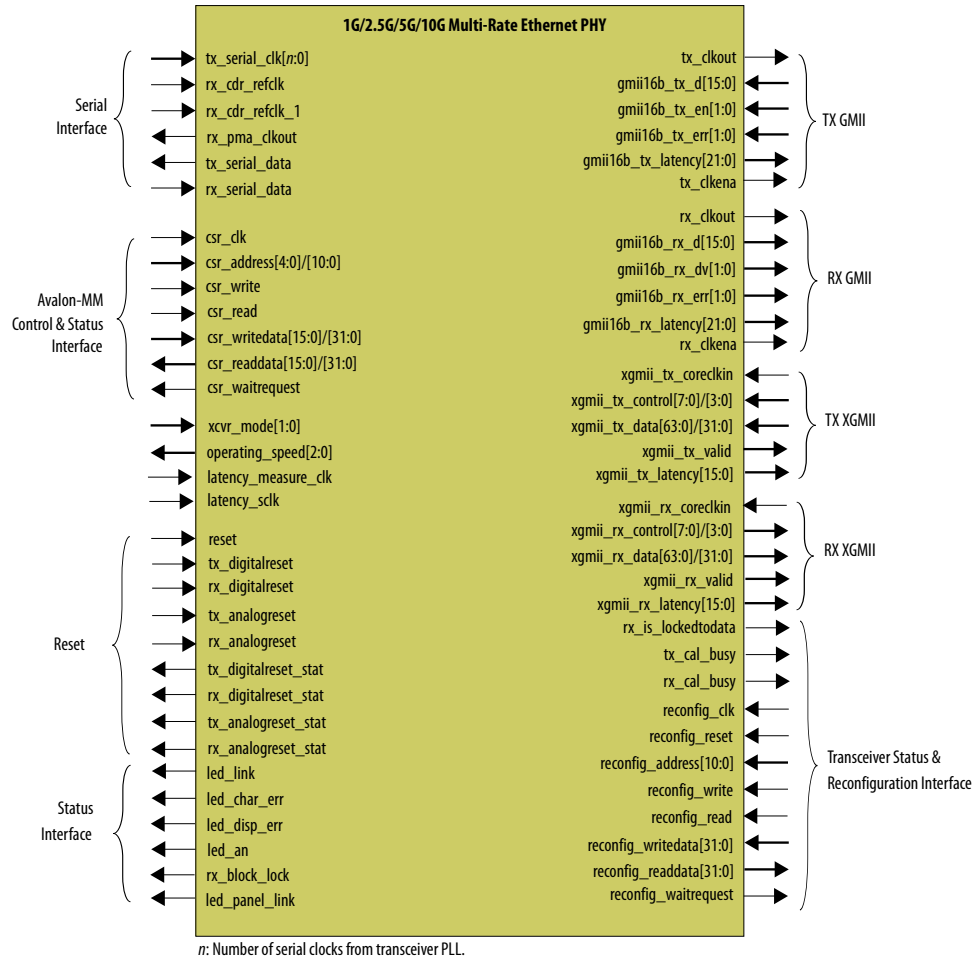 1G/2.5G/5G/10G Multi-Rate Ethernet PHY
Serial
Interface
tx_serial_clk[n:0]
rx_cdr_refclk
rx_cdr_refclk_1
rx_pma_clkout
tx_serial_data
rx_serial_data
Avalon-MM
Control & Status
Interface
csr_clk
csr_address[4:0]/[10:0]
csr_write
csr_read
csr_writedata[15:0]/[31:0]
csr_readdata[15:0]/[31:0]
csr_waitrequest
xcvr_mode[1:0]
operating_speed[2:0]
latency_measure_clk
latency_sclk
Reset
reset
tx_digitalreset
rx_digitalreset
tx_analogreset
rx_analogreset
tx_digitalreset_stat
rx_digitalreset_stat
tx_analogreset_stat
rx_analogreset_stat
Status
Interface
led_link
led_char_err
led_disp_err
led_an
rx_block_lock
led_panel_link
tx_clkout
gmii16b_tx_d[15:0]
gmii16b_tx_en[1:0]
gmii16b_tx_err[1:0]
gmii16b_tx_latency[21:0]
tx_clkena
TX GMII
rx_clkout
gmii16b_rx_d[15:0]
gmii16b_rx_dv[1:0]
gmii16b_rx_err[1:0]
gmii16b_rx_latency[21:0]
rx_clkena
RX GMII
xgmii_tx_coreclkin
xgmii_tx_control[7:0]/[3:0]
xgmii_tx_data[63:0]/[31:0]
xgmii_tx_valid
xgmii_tx_latency[15:0]
TX XGMII
xgmii_rx_coreclkin
xgmii_rx_control[7:0]/[3:0]
xgmii_rx_data[63:0]/[31:0]
xgmii_rx_valid
xgmii_rx_latency[15:0]
RX XGMII
rx_is_lockedtodata
tx_cal_busy
rx_cal_busy
reconfig_clk
reconfig_reset
reconfig_address[10:0]
reconfig_write
reconfig_read
reconfig_writedata[31:0]
reconfig_readdata[31:0]
reconfig_waitrequest
Transceiver Status &
Reconfiguration Interface
n: Number of serial clocks from transceiver PLL.